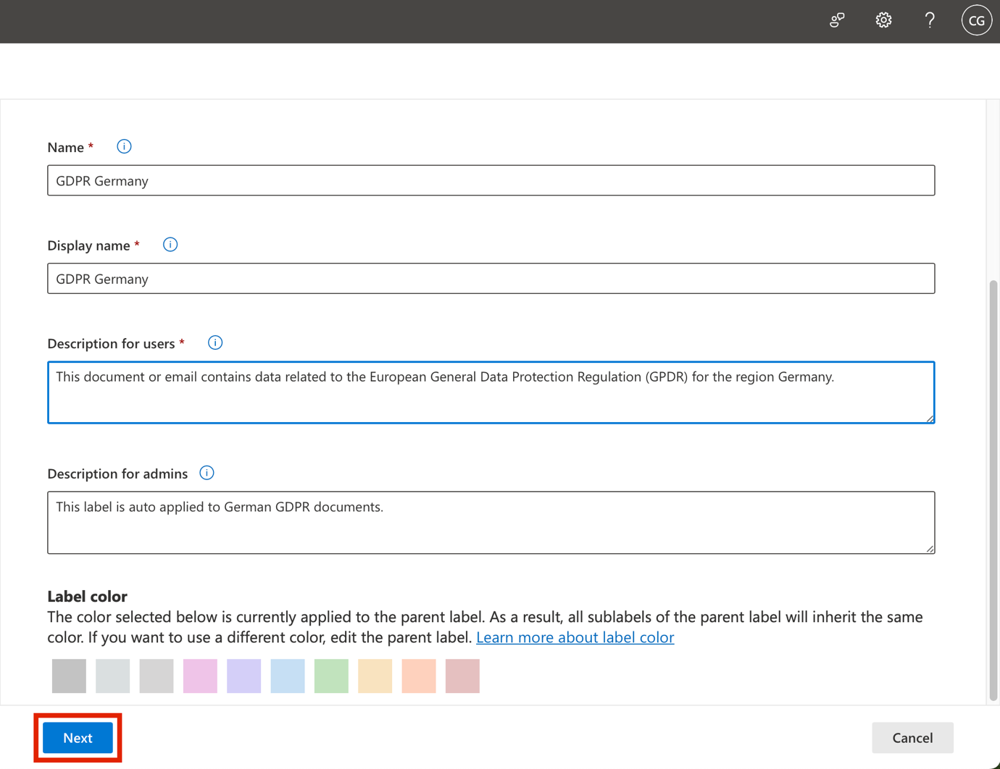 CG
Name *
GDPR Germany
Display name *
GDPR Germany
Description for users *
This document or email contains data related to the European General Data Protection Regulation (GPDR) for the region Germany.
Description for admins
This label is auto applied to German GDPR documents.
Label color
The color selected below is currently applied to the parent label. As a result, all sublabels of the parent label will inherit the same
color. If you want to use a different color, edit the parent label. Learn more about label color
Next
Cancel